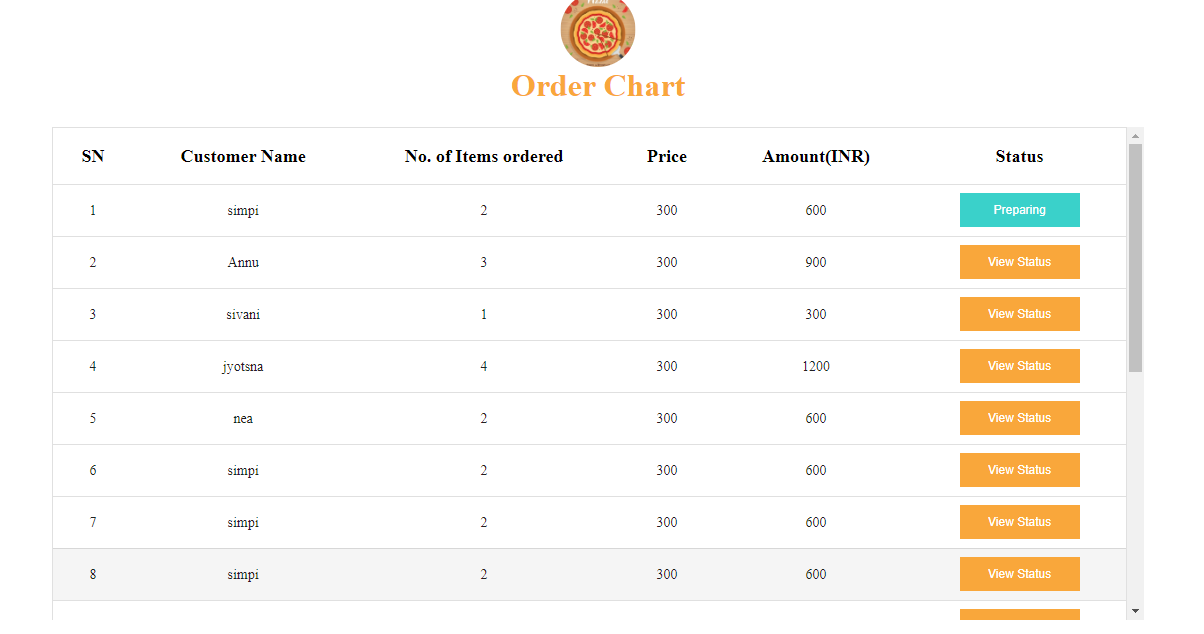 PIZZA
Order Chart
SN Customer Name No. of Items ordered Price Amount(INR) Status
1 simpi 2 300 600 Preparing
2 Annu 3 300 900 View Status
3 sivani 1 300 300 View Status
4 jyotsna 4 300 1200 View Status
5 nea 2 300 600 View Status
6 simpi 2 300 600 View Status
7 simpi 2 300 600 View Status
8 simpi 2 300 600 View Status